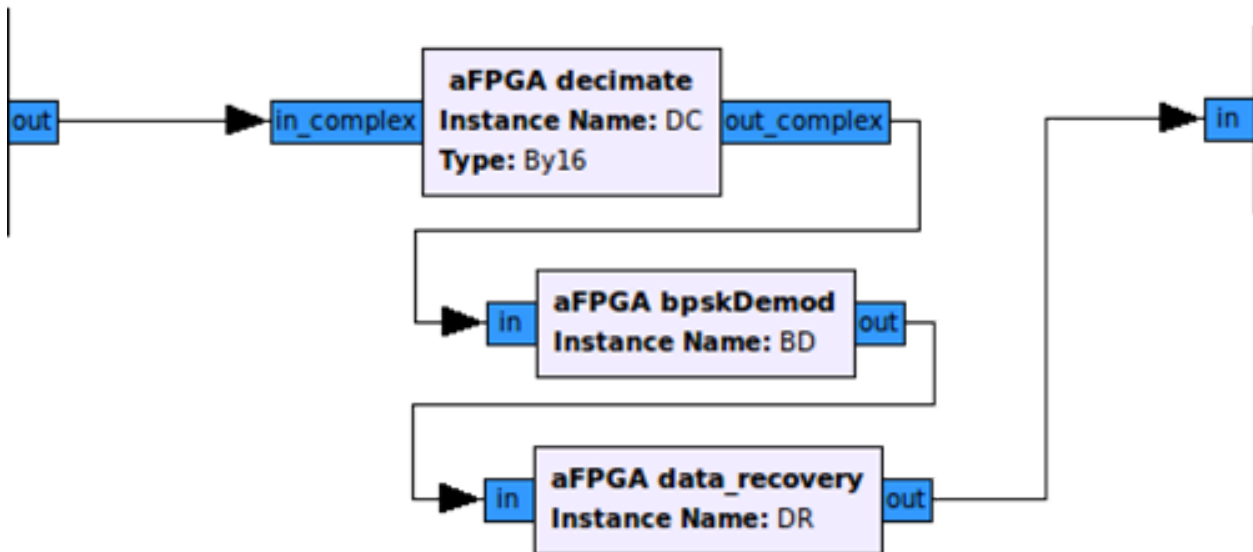 out
in_complex
aFPGA decimate
Instance Name: DC
Type: By16
out_complex
in
in
aFPGA bpskDemod
Instance Name: BD
out
in
aFPGA data_recovery
Instance Name: DR
out